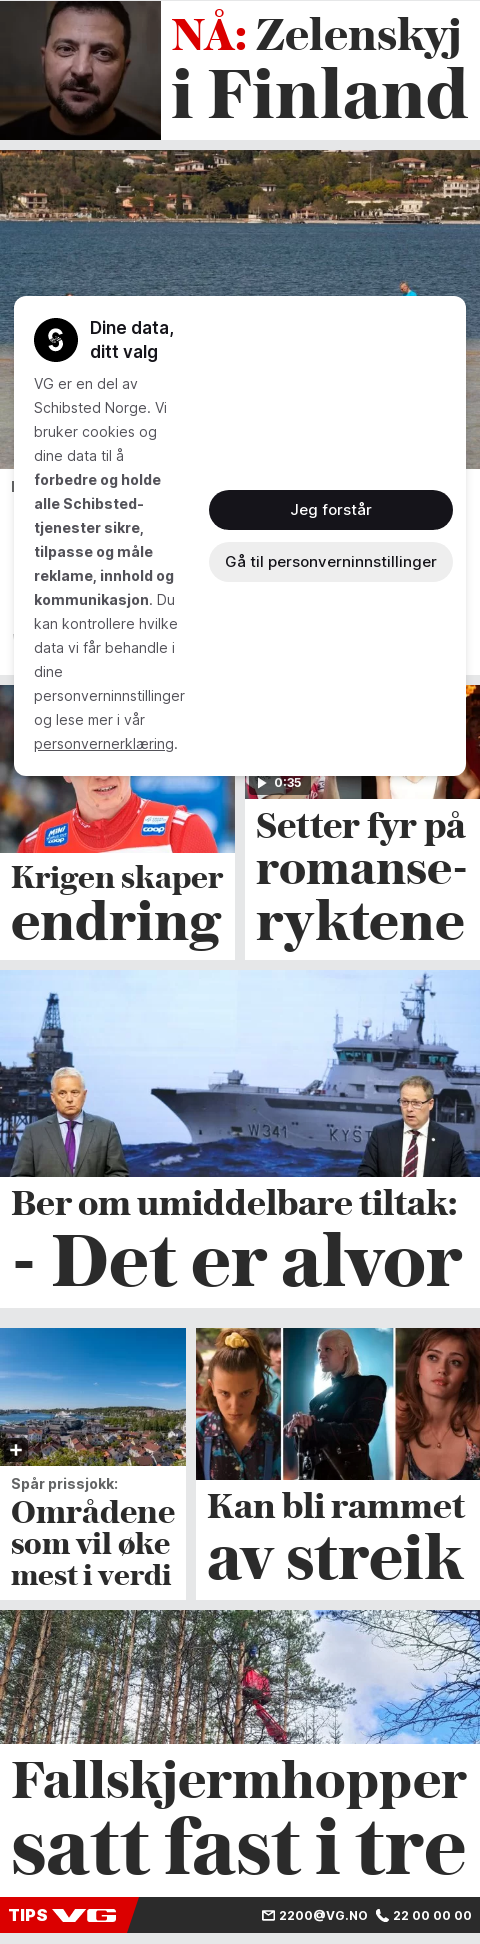 NÅ: Zelenskyj
i Finland
Dine data,
ditt valg
VG er en del av
Schibsted Norge. Vi
bruker cookies og
dine data til å
forbedre og holde
alle Schibsted-
tjenester sikre,
tilpasse og måle
reklame, innhold og
kommunikasjon. Du
kan kontrollere hvilke
data vi får behandle i
dine
personverninnstillinger
og lese mer i vår
personvernerklæring.
Jeg forstår
Gå til personverninnstillinger
coop
coop
Krigen skaper
endring
0:35
Setter fyr på
romanse-
ryktene
W341 KYST
Ber om umiddelbare tiltak:
- Det er alvor
Spår prissjokk:
Områdene
som vil øke
mest i verdi
Kan bli rammet
av streik
Fallskjermhopper
satt fast i tre
TIPS VG 2200@VG.NO 22 00 00 00